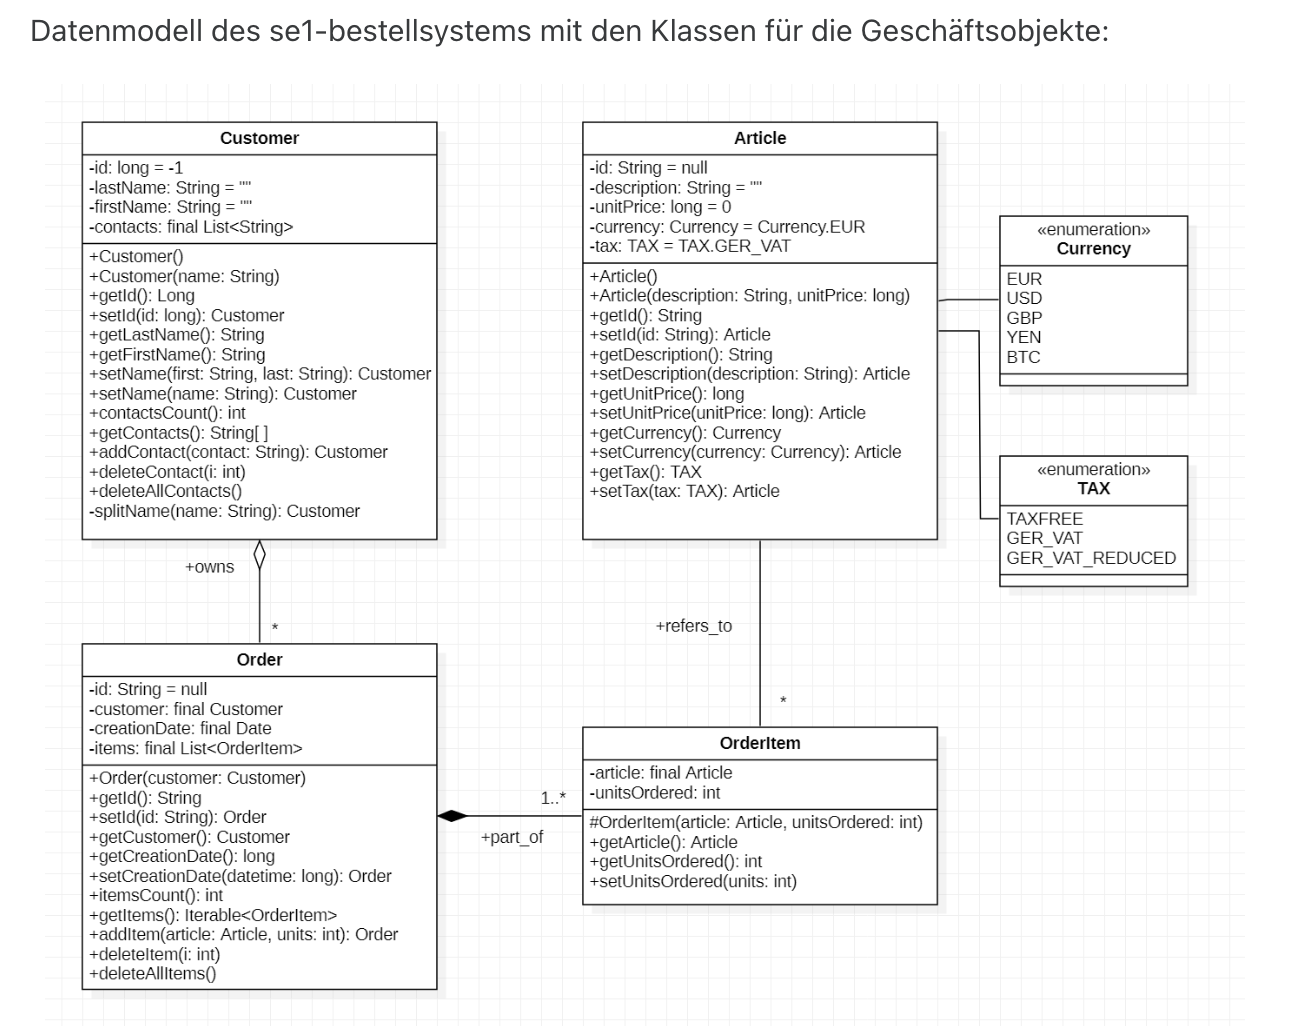 Datenmodell des se1-bestellsystems mit den Klassen für die Geschäftsobjekte:
Customer
-id: long = -1
-lastName: String = ""
-firstName: String = ""
-contacts: final List<String>
+Customer()
+Customer(name: String)
+getId(): Long
+setId(id: long): Customer
+getLastName(): String
+getFirstName(): String
+setName(first: String, last: String): Customer
+setName(name: String): Customer
+contactsCount(): int
+getContacts(): String[ ]
+addContact(contact: String): Customer
+deleteContact(i: int)
+deleteAllContacts()
-splitName(name: String): Customer
Article
-id: String = null
-description: String = ""
-unitPrice: long = 0
-currency: Currency = Currency.EUR
-tax: TAX = TAX.GER_VAT
+Article()
+Article(description: String, unitPrice: long)
+getId(): String
+setId(id: String): Article
+getDescription(): String
+setDescription(description: String): Article
+getUnitPrice(): long
+setUnitPrice(unitPrice: long): Article
+getCurrency(): Currency
+setCurrency(currency: Currency): Article
+getTax(): TAX
+setTax(tax: TAX): Article
«enumeration»
Currency
EUR
USD
GBP
YEN
BTC
«enumeration»
TAX
TAXFREE
GER_VAT
GER_VAT_REDUCED
+owns
*
+refers_to
*
Order
-id: String = null
-customer: final Customer
-creationDate: final Date
-items: final List<OrderItem>
+Order(customer: Customer)
+getId(): String
+setId(id: String): Order
+getCustomer(): Customer
+getCreationDate(): long
+setCreationDate(datetime: long): Order
+itemsCount(): int
+getItems(): Iterable<OrderItem>
+addItem(article: Article, units: int): Order
+deleteItem(i: int)
+deleteAllItems()
1..*
+part_of
OrderItem
-article: final Article
-unitsOrdered: int
#OrderItem(article: Article, unitsOrdered: int)
+getArticle(): Article
+getUnitsOrdered(): int
+setUnitsOrdered(units: int)